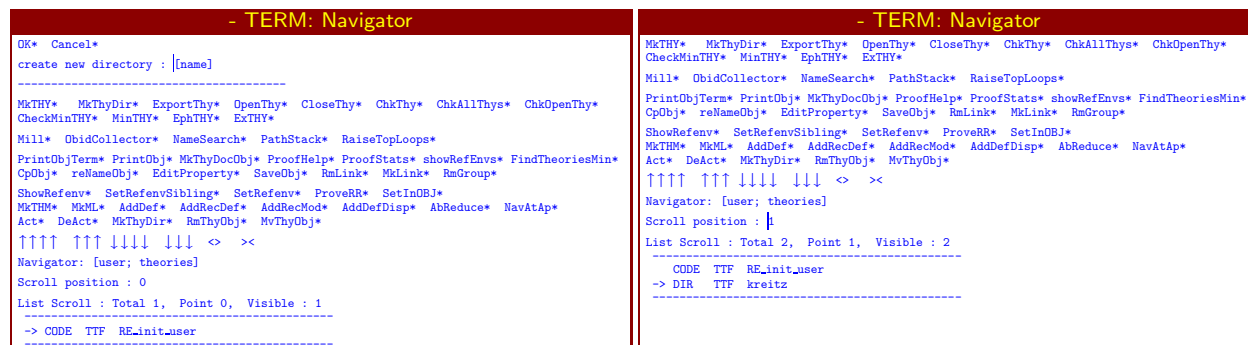 - TERM: Navigator
OK* Cancel*
create new directory : [name]
----------------------------------------
MkTHY* MkThyDir* ExportThy* OpenThy* CloseThy* ChkThy* ChkAllThys* ChkOpenThy*
CheckMinTHY* MinTHY* EphTHY* ExTHY*
Mill* ObidCollector* NameSearch* PathStack* RaiseTopLoops*
PrintObjTerm* PrintObj* MkThyDocObj* ProofHelp* ProofStats* showRefEnvs* FindTheoriesMin*
CpObj* reNameObj* EditProperty* SaveObj* RmLink* MkLink* RmGroup*
ShowRefenv* SetRefenvSibling* SetRefenv* ProveRR* SetInOBJ*
MkTHM* MkML* AddDef* AddRecDef* AddRecMod* AddDefDisp* AbReduce* NavAtAp*
Act* DeAct* MkThyDir* RmThyObj* MvThyObj*
↑↑↑↑ ↑↑↑ ↓↓↓↓ ↓↓↓ <> ><
Navigator: [user; theories]
Scroll position : 0
List Scroll : Total 1, Point 0, Visible : 1
----------------------------------------------
-> CODE TTF RE_init_user
----------------------------------------------
- TERM: Navigator
MkTHY* MkThyDir* ExportThy* OpenThy* CloseThy* ChkThy* ChkAllThys* ChkOpenThy*
CheckMinTHY* MinTHY* EphTHY* ExTHY*
Mill* ObidCollector* NameSearch* PathStack* RaiseTopLoops*
PrintObjTerm* PrintObj* MkThyDocObj* ProofHelp* ProofStats* showRefEnvs* FindTheoriesMin*
CpObj* reNameObj* EditProperty* SaveObj* RmLink* MkLink* RmGroup*
ShowRefenv* SetRefenvSibling* SetRefenv* ProveRR* SetInOBJ*
MkTHM* MkML* AddDef* AddRecDef* AddRecMod* AddDefDisp* AbReduce* NavAtAp*
Act* DeAct* MkThyDir* RmThyObj* MvThyObj*
↑↑↑↑ ↑↑↑ ↓↓↓↓ ↓↓↓ <> ><
Navigator: [user; theories]
Scroll position : 1
List Scroll : Total 2, Point 1, Visible : 2
----------------------------------------------
CODE TTF RE_init_user
-> DIR TTF kreitz
----------------------------------------------